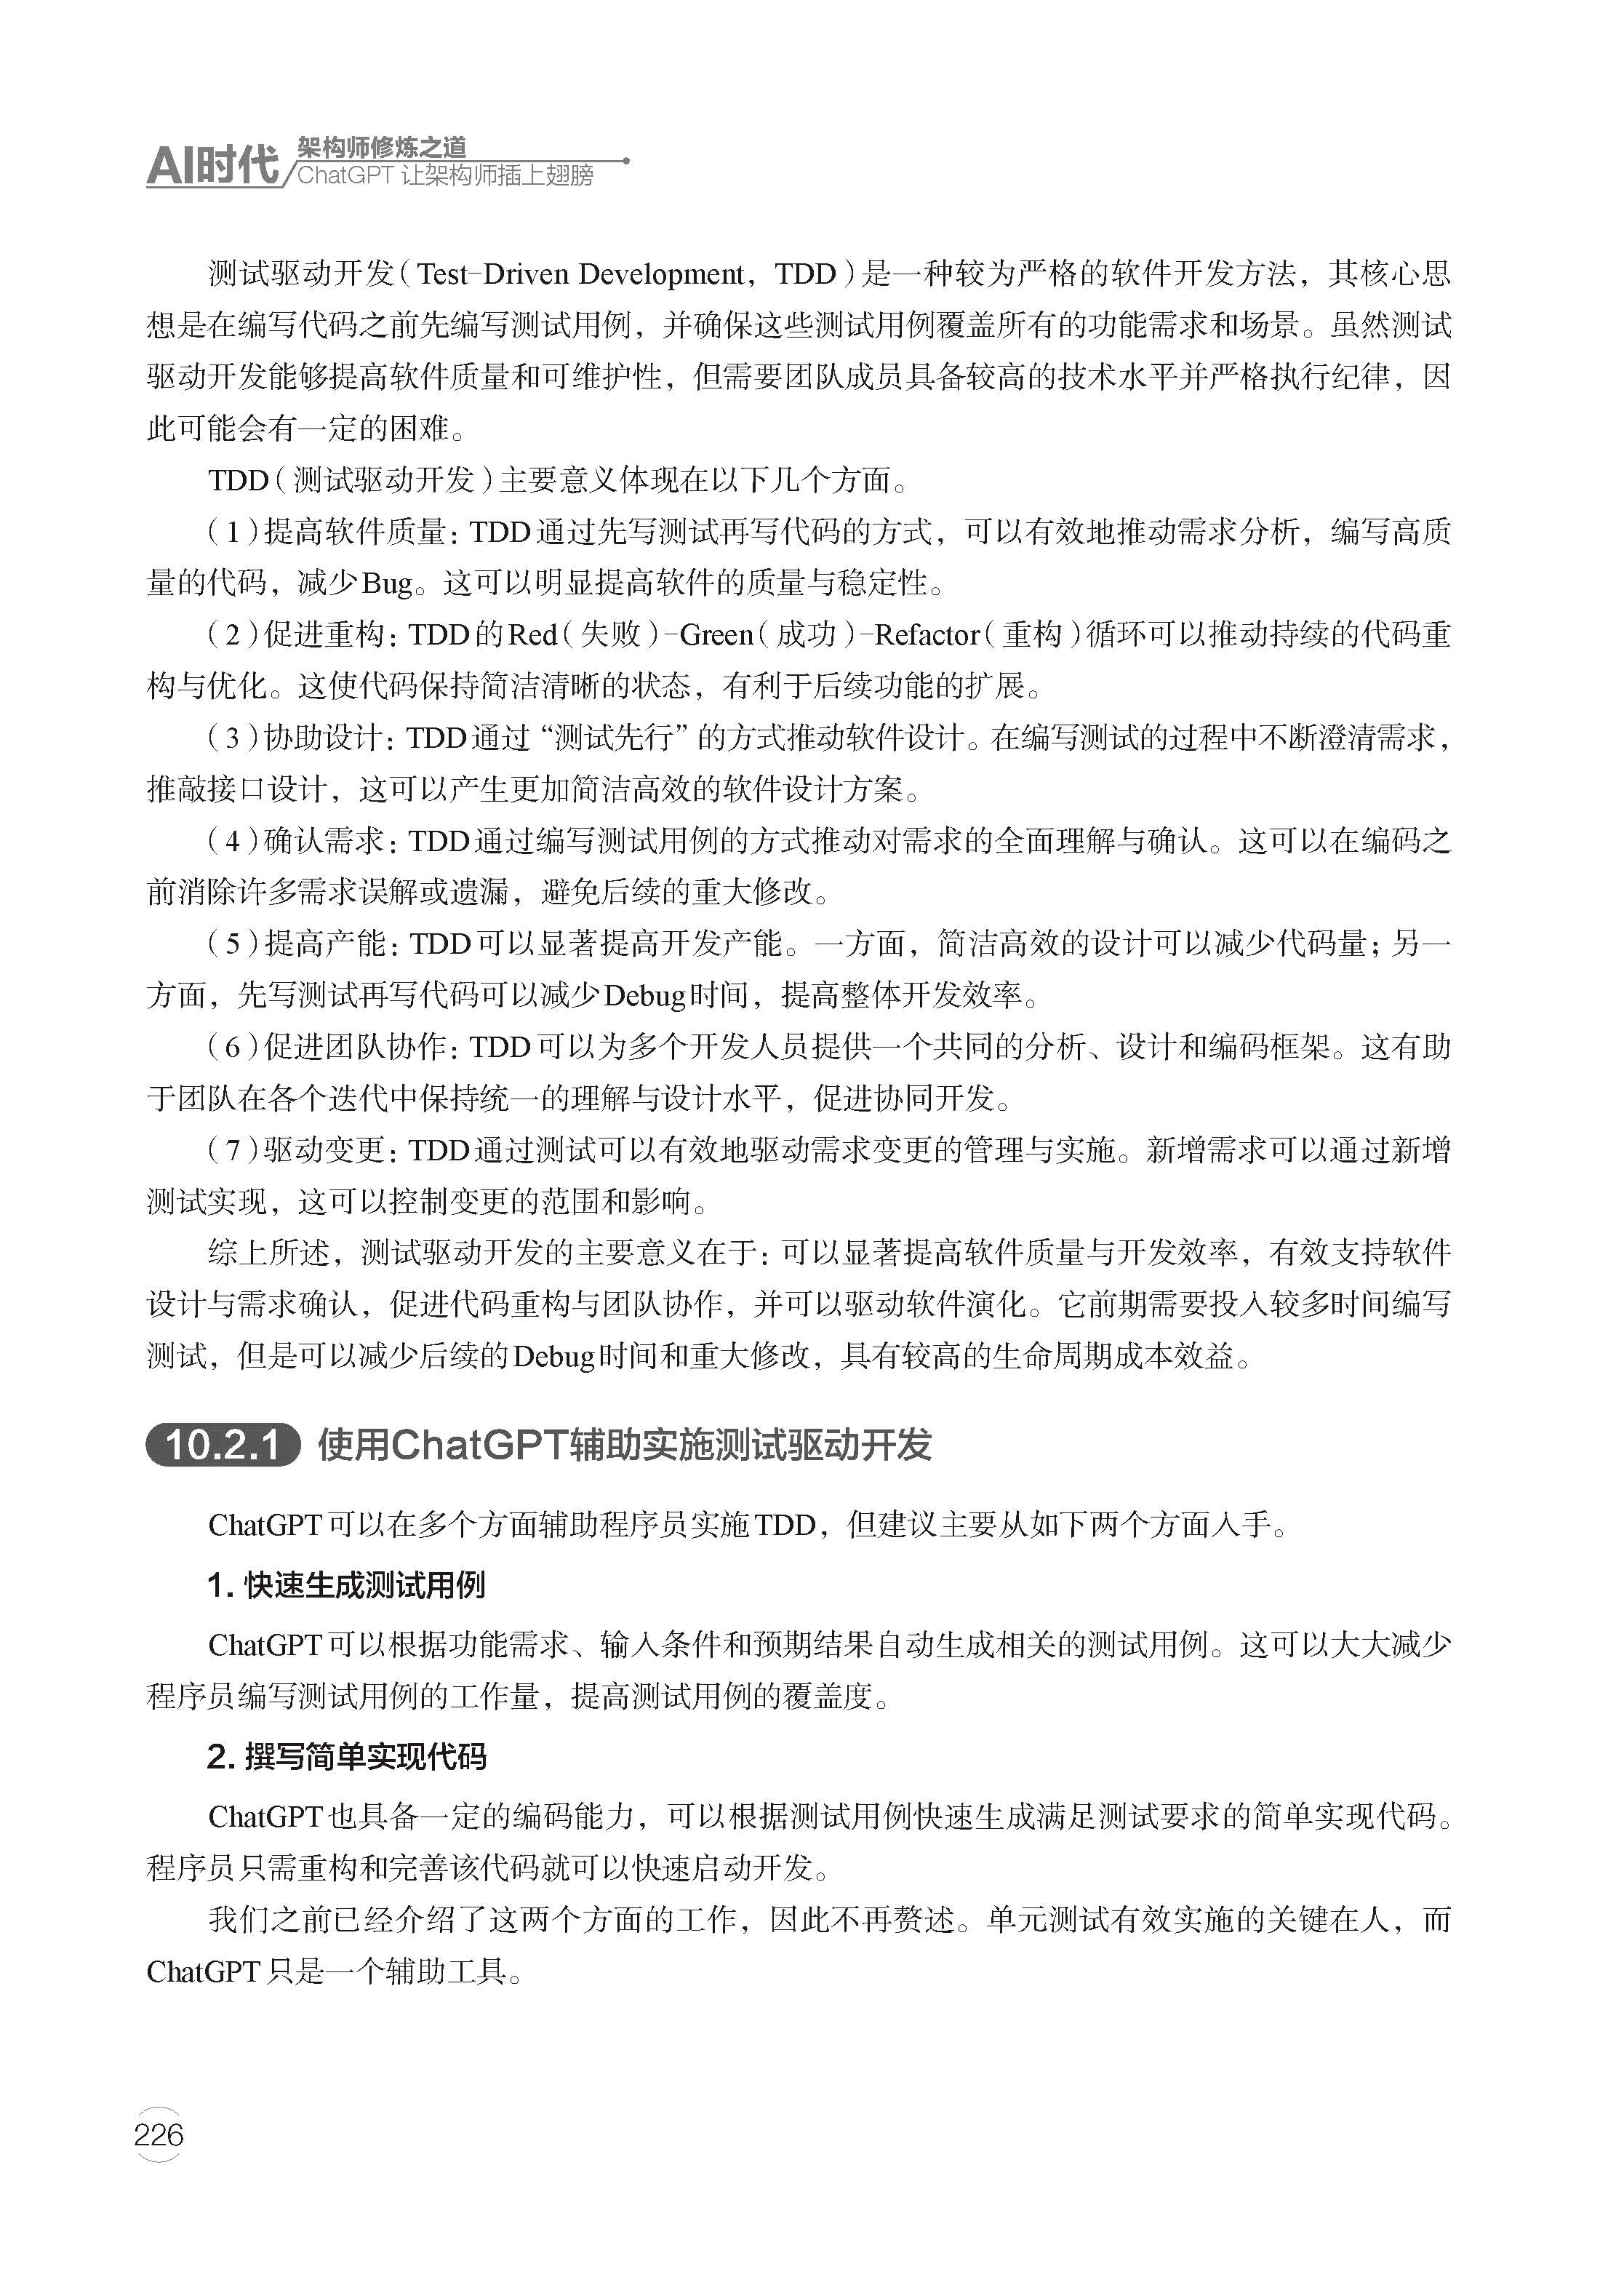 AI时代
架构师修炼之道
ChatGPT 让架构师插上翅膀
测试驱动开发（Test-Driven Development，TDD）是一种较为严格的软件开发方法，其核心思
想是在编写代码之前先编写测试用例，并确保这些测试用例覆盖所有的功能需求和场景。虽然测试
驱动开发能够提高软件质量和可维护性，但需要团队成员具备较高的技术水平并严格执行纪律，因
此可能会有一定的困难。
TDD（测试驱动开发）主要意义体现在以下几个方面。
（1）提高软件质量：TDD通过先写测试再写代码的方式，可以有效地推动需求分析，编写高质
量的代码，减少Bug。这可以明显提高软件的质量与稳定性。
（2）促进重构：TDD的Red（失败）-Green（成功）-Refactor（重构）循环可以推动持续的代码重
构与优化。这使代码保持简洁清晰的状态，有利于后续功能的扩展。
（3）协助设计：TDD通过“测试先行”的方式推动软件设计。在编写测试的过程中不断澄清需求，
推敲接口设计，这可以产生更加简洁高效的软件设计方案。
（4）确认需求：TDD通过编写测试用例的方式推动对需求的全面理解与确认。这可以在编码之
前消除许多需求误解或遗漏，避免后续的重大修改。
（5）提高产能：TDD可以显著提高开发产能。一方面，简洁高效的设计可以减少代码量；另一
方面，先写测试再写代码可以减少Debug时间，提高整体开发效率。
（6）促进团队协作：TDD可以为多个开发人员提供一个共同的分析、设计和编码框架。这有助
于团队在各个迭代中保持统一的理解与设计水平，促进协同开发。
（7）驱动变更：TDD通过测试可以有效地驱动需求变更的管理与实施。新增需求可以通过新增
测试实现，这可以控制变更的范围和影响。
综上所述，测试驱动开发的主要意义在于：可以显著提高软件质量与开发效率，有效支持软件
设计与需求确认，促进代码重构与团队协作，并可以驱动软件演化。它前期需要投入较多时间编写
测试，但是可以减少后续的Debug时间和重大修改，具有较高的生命周期成本效益。
10.2.1 使用ChatGPT辅助实施测试驱动开发
ChatGPT可以在多个方面辅助程序员实施TDD，但建议主要从如下两个方面入手。
1. 快速生成测试用例
ChatGPT可以根据功能需求、输入条件和预期结果自动生成相关的测试用例。这可以大大减少
程序员编写测试用例的工作量，提高测试用例的覆盖度。
2. 撰写简单实现代码
ChatGPT也具备一定的编码能力，可以根据测试用例快速生成满足测试要求的简单实现代码。
程序员只需重构和完善该代码就可以快速启动开发。
我们之前已经介绍了这两个方面的工作，因此不再赘述。单元测试有效实施的关键在人，而
ChatGPT只是一个辅助工具。
226